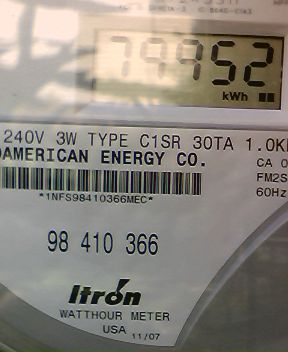 79952
kWh
240V 3W TYPE C1SR 30TA 1.0K
OAMERICAN ENERGY CO.
CA 0
FM2S
60Hz
*1NFS98410366MEC*
98 410 366
Itron
WATTHOUR METER
USA 11/07